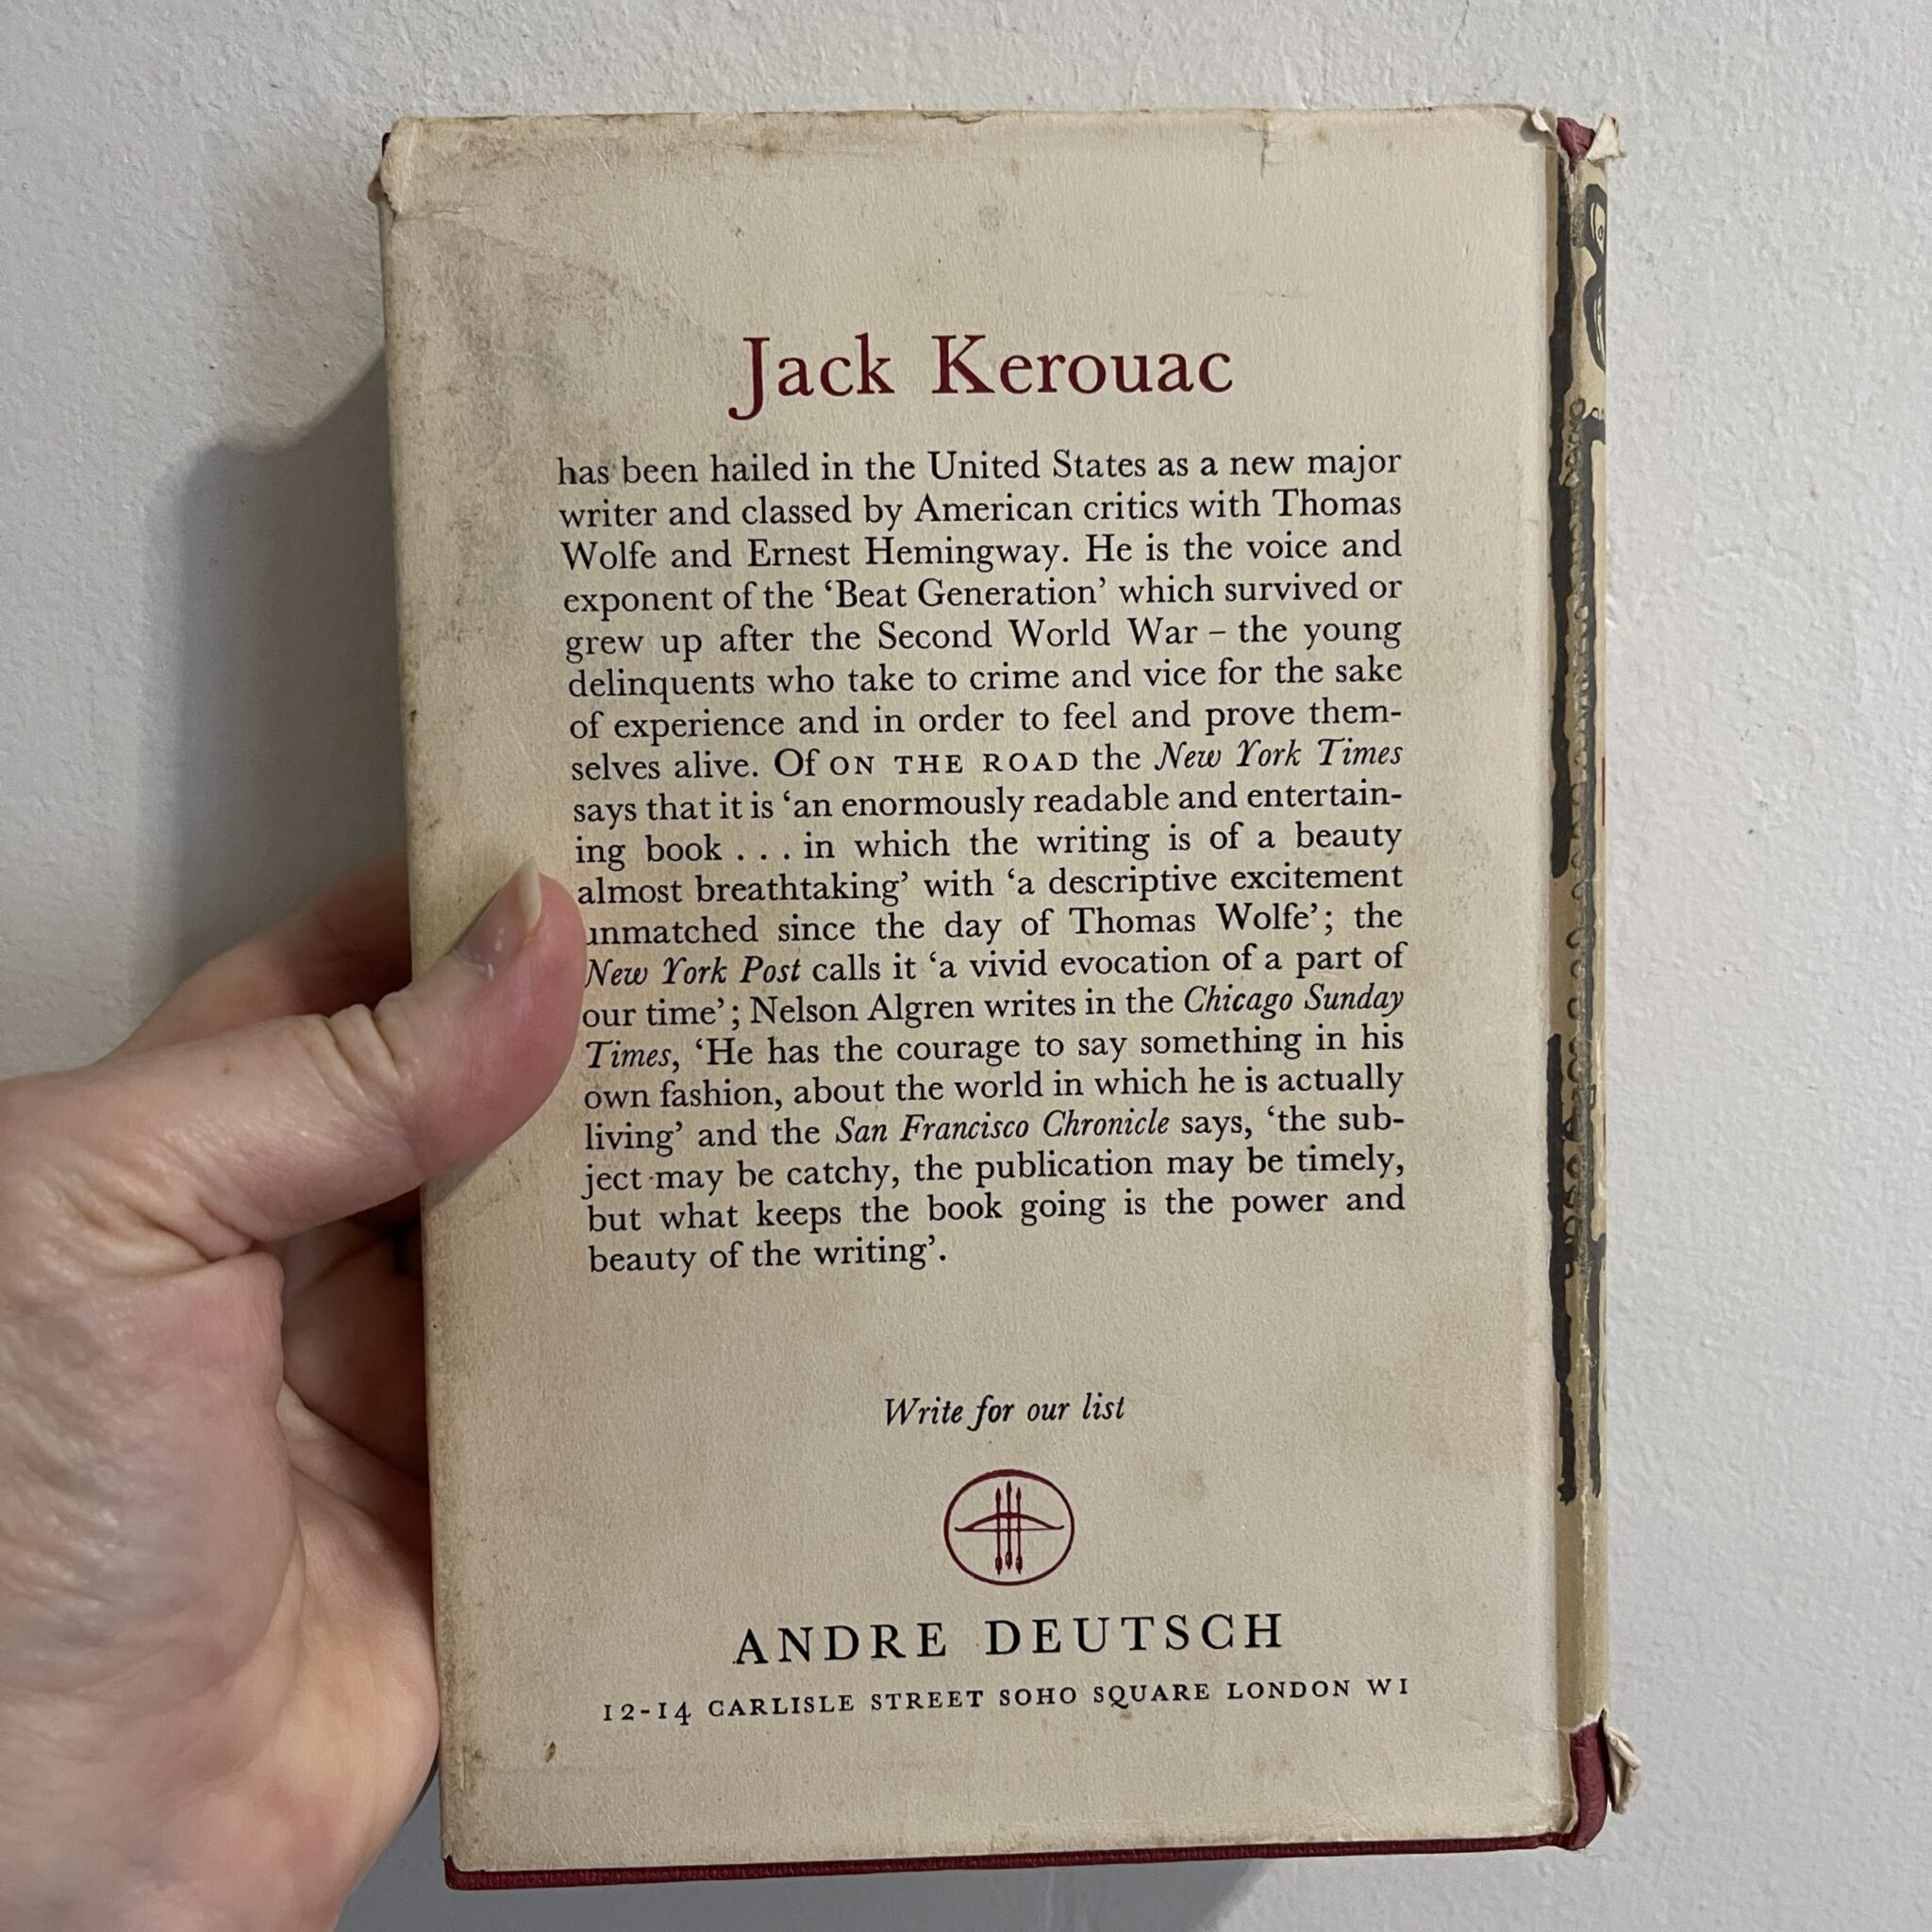 Jack Kerouac
has been hailed in the United States as a new major
writer and classed by American critics with Thomas
Wolfe and Ernest Hemingway. He is the voice and
exponent of the ‘Beat Generation’ which survived or
grew up after the Second World War – the young
delinquents who take to crime and vice for the sake
of experience and in order to feel and prove them-
selves alive. Of ON THE ROAD the New York Times
says that it is ‘an enormously readable and entertain-
ing book . . . in which the writing is of a beauty
almost breathtaking’ with ‘a descriptive excitement
unmatched since the day of Thomas Wolfe’; the
New York Post calls it ‘a vivid evocation of a part of
our time’; Nelson Algren writes in the Chicago Sunday
Times, ‘He has the courage to say something in his
own fashion, about the world in which he is actually
living’ and the San Francisco Chronicle says, ‘the sub-
ject may be catchy, the publication may be timely,
but what keeps the book going is the power and
beauty of the writing’.
Write for our list
ANDRE DEUTSCH
12-14 CARLISLE STREET SOHO SQUARE LONDON W1